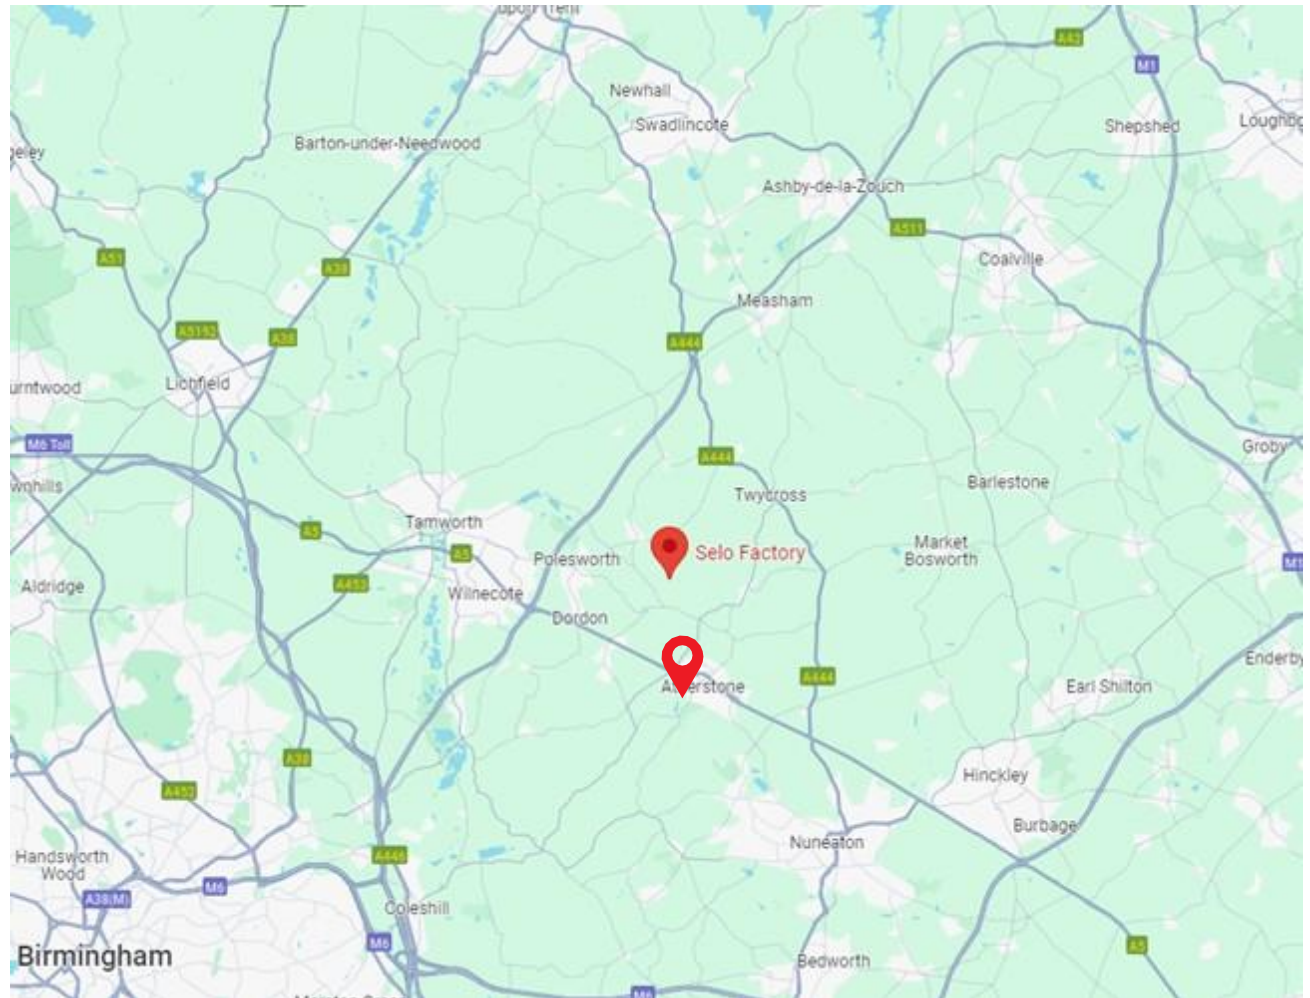 upon Trent
A42
M1
Newhall
Swadlincote
Shepshed
Barton-under-Needwood
Ashby-de-la-Zouch
A511
A51
A38
Coalville
Measham
A5192
A38
A444
Lichfield
M6 Toll
A444
Groby
Twycross
Barlestone
Tamworth
A5
A5
Polesworth
Selo Factory
Market
Bosworth
M1
Aldridge
A453
Wilnecote
Dordon
Enderby
A444
Earl Shilton
A38
A452
Hinckley
Burbage
Nuneaton
Handsworth
Wood
A446
M6
A38(M)
Coleshill
Birmingham
M6
A5
Bedworth
M6